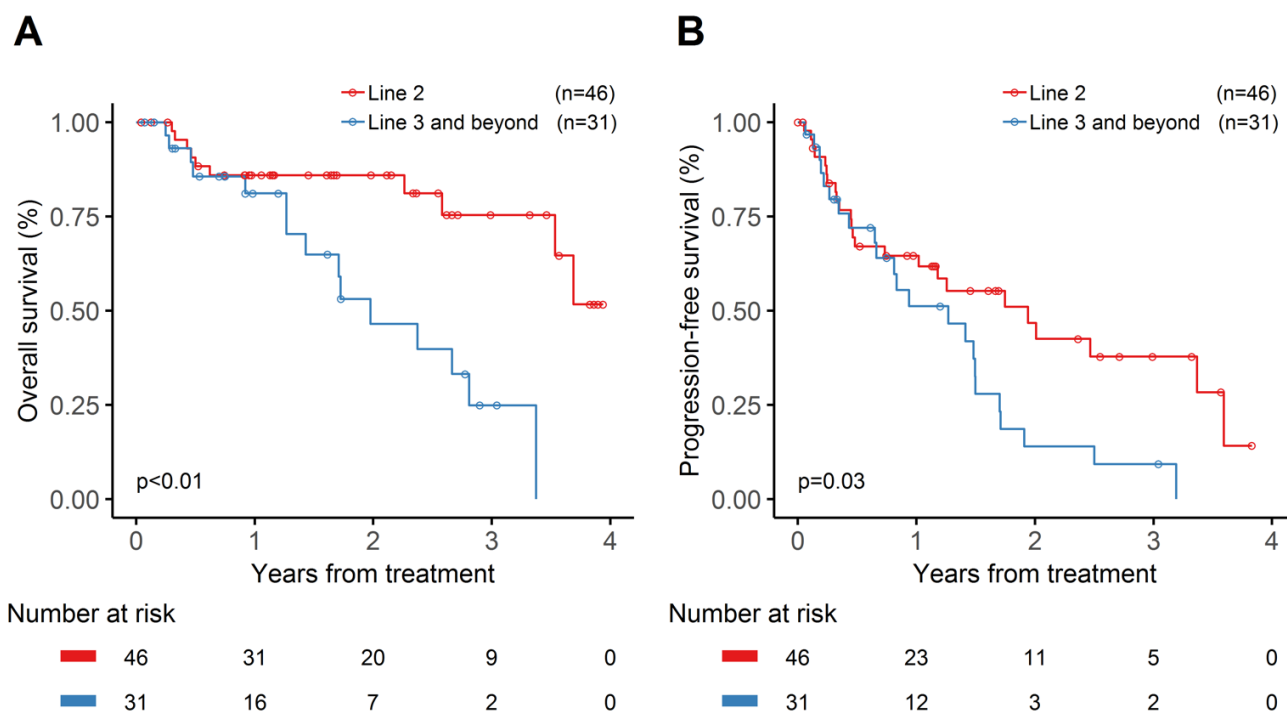 A
Line 2 (n=46)
Line 3 and beyond (n=31)
Overall survival (%)
1.00
0.75
0.50
0.25
0.00
p<0.01
0 1 2 3 4
Years from treatment
Number at risk
46 31 20 9 0
31 16 7 2 0
B
Line 2 (n=46)
Line 3 and beyond (n=31)
Progression-free survival (%)
1.00
0.75
0.50
0.25
0.00
p=0.03
0 1 2 3 4
Years from treatment
Number at risk
46 23 11 5 0
31 12 3 2 0